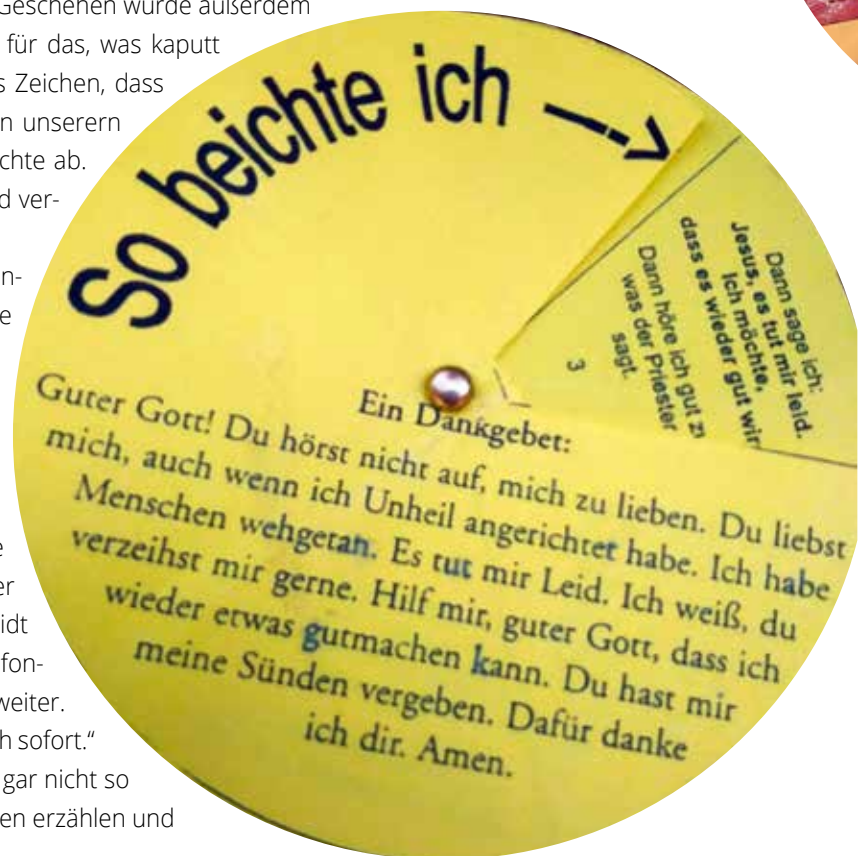 Geschehen wurde außerdem
für das, was kaputt
s Zeichen, dass
n unserern
chte ab.
d ver-
n-
e
e
er
idt
fon-
weiter.
h sofort.“
gar nicht so
en erzählen und
So beichte ich -->
Dann sage ich:
Jesus, es tut mir leid.
Ich möchte,
dass es wieder gut wir
Dann höre ich gut z
was der Priester
sagt.
3
Ein Dankgebet:
Guter Gott! Du hörst nicht auf, mich zu lieben. Du liebst
mich, auch wenn ich Unheil angerichtet habe. Ich habe
Menschen wehgetan. Es tut mir Leid. Ich weiß, du
verzeihst mir gerne. Hilf mir, guter Gott, dass ich
wieder etwas gutmachen kann. Du hast mir
meine Sünden vergeben. Dafür danke
ich dir. Amen.